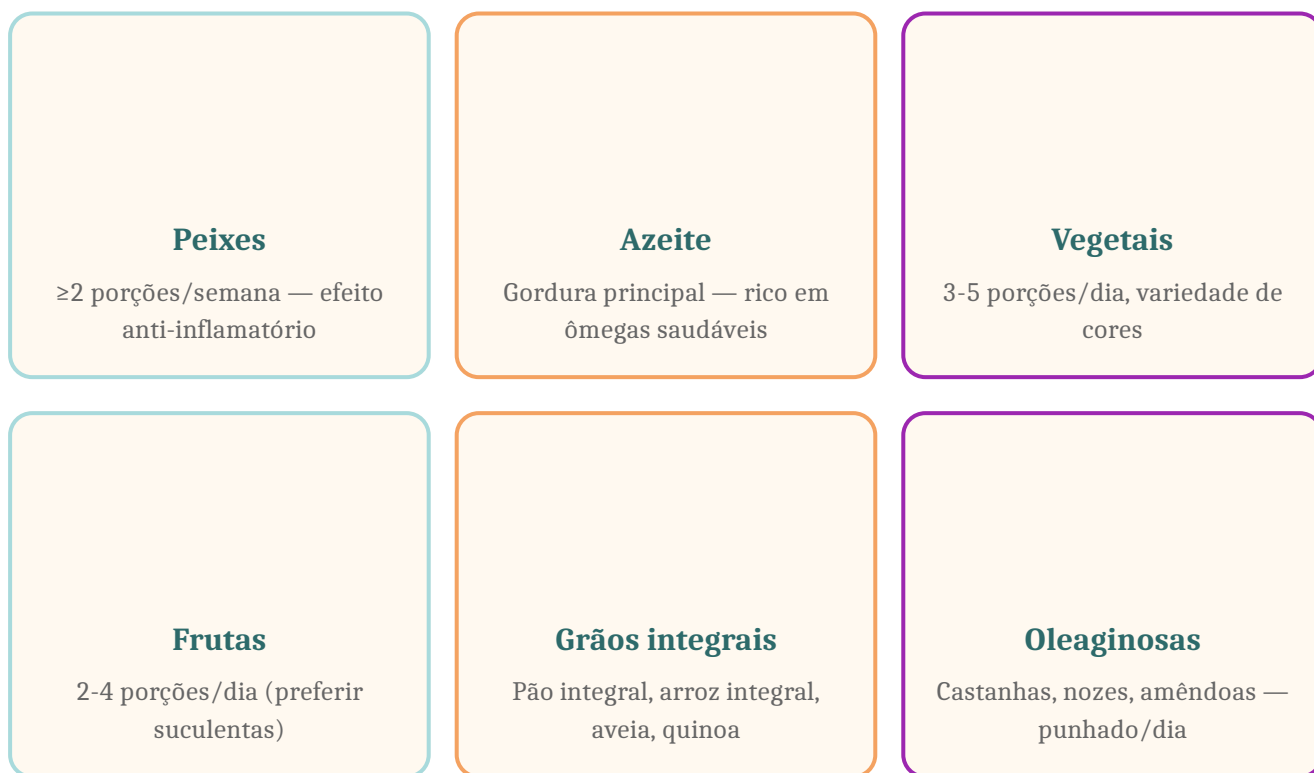 Peixes
≥2 porções/semana — efeito
anti-inflamatório
Azeite
Gordura principal — rico em
ômegas saudáveis
Vegetais
3-5 porções/dia, variedade de
cores
Frutas
2-4 porções/dia (preferir
suculentas)
Grãos integrais
Pão integral, arroz integral,
aveia, quinoa
Oleaginosas
Castanhas, nozes, amêndoas —
punhado/dia